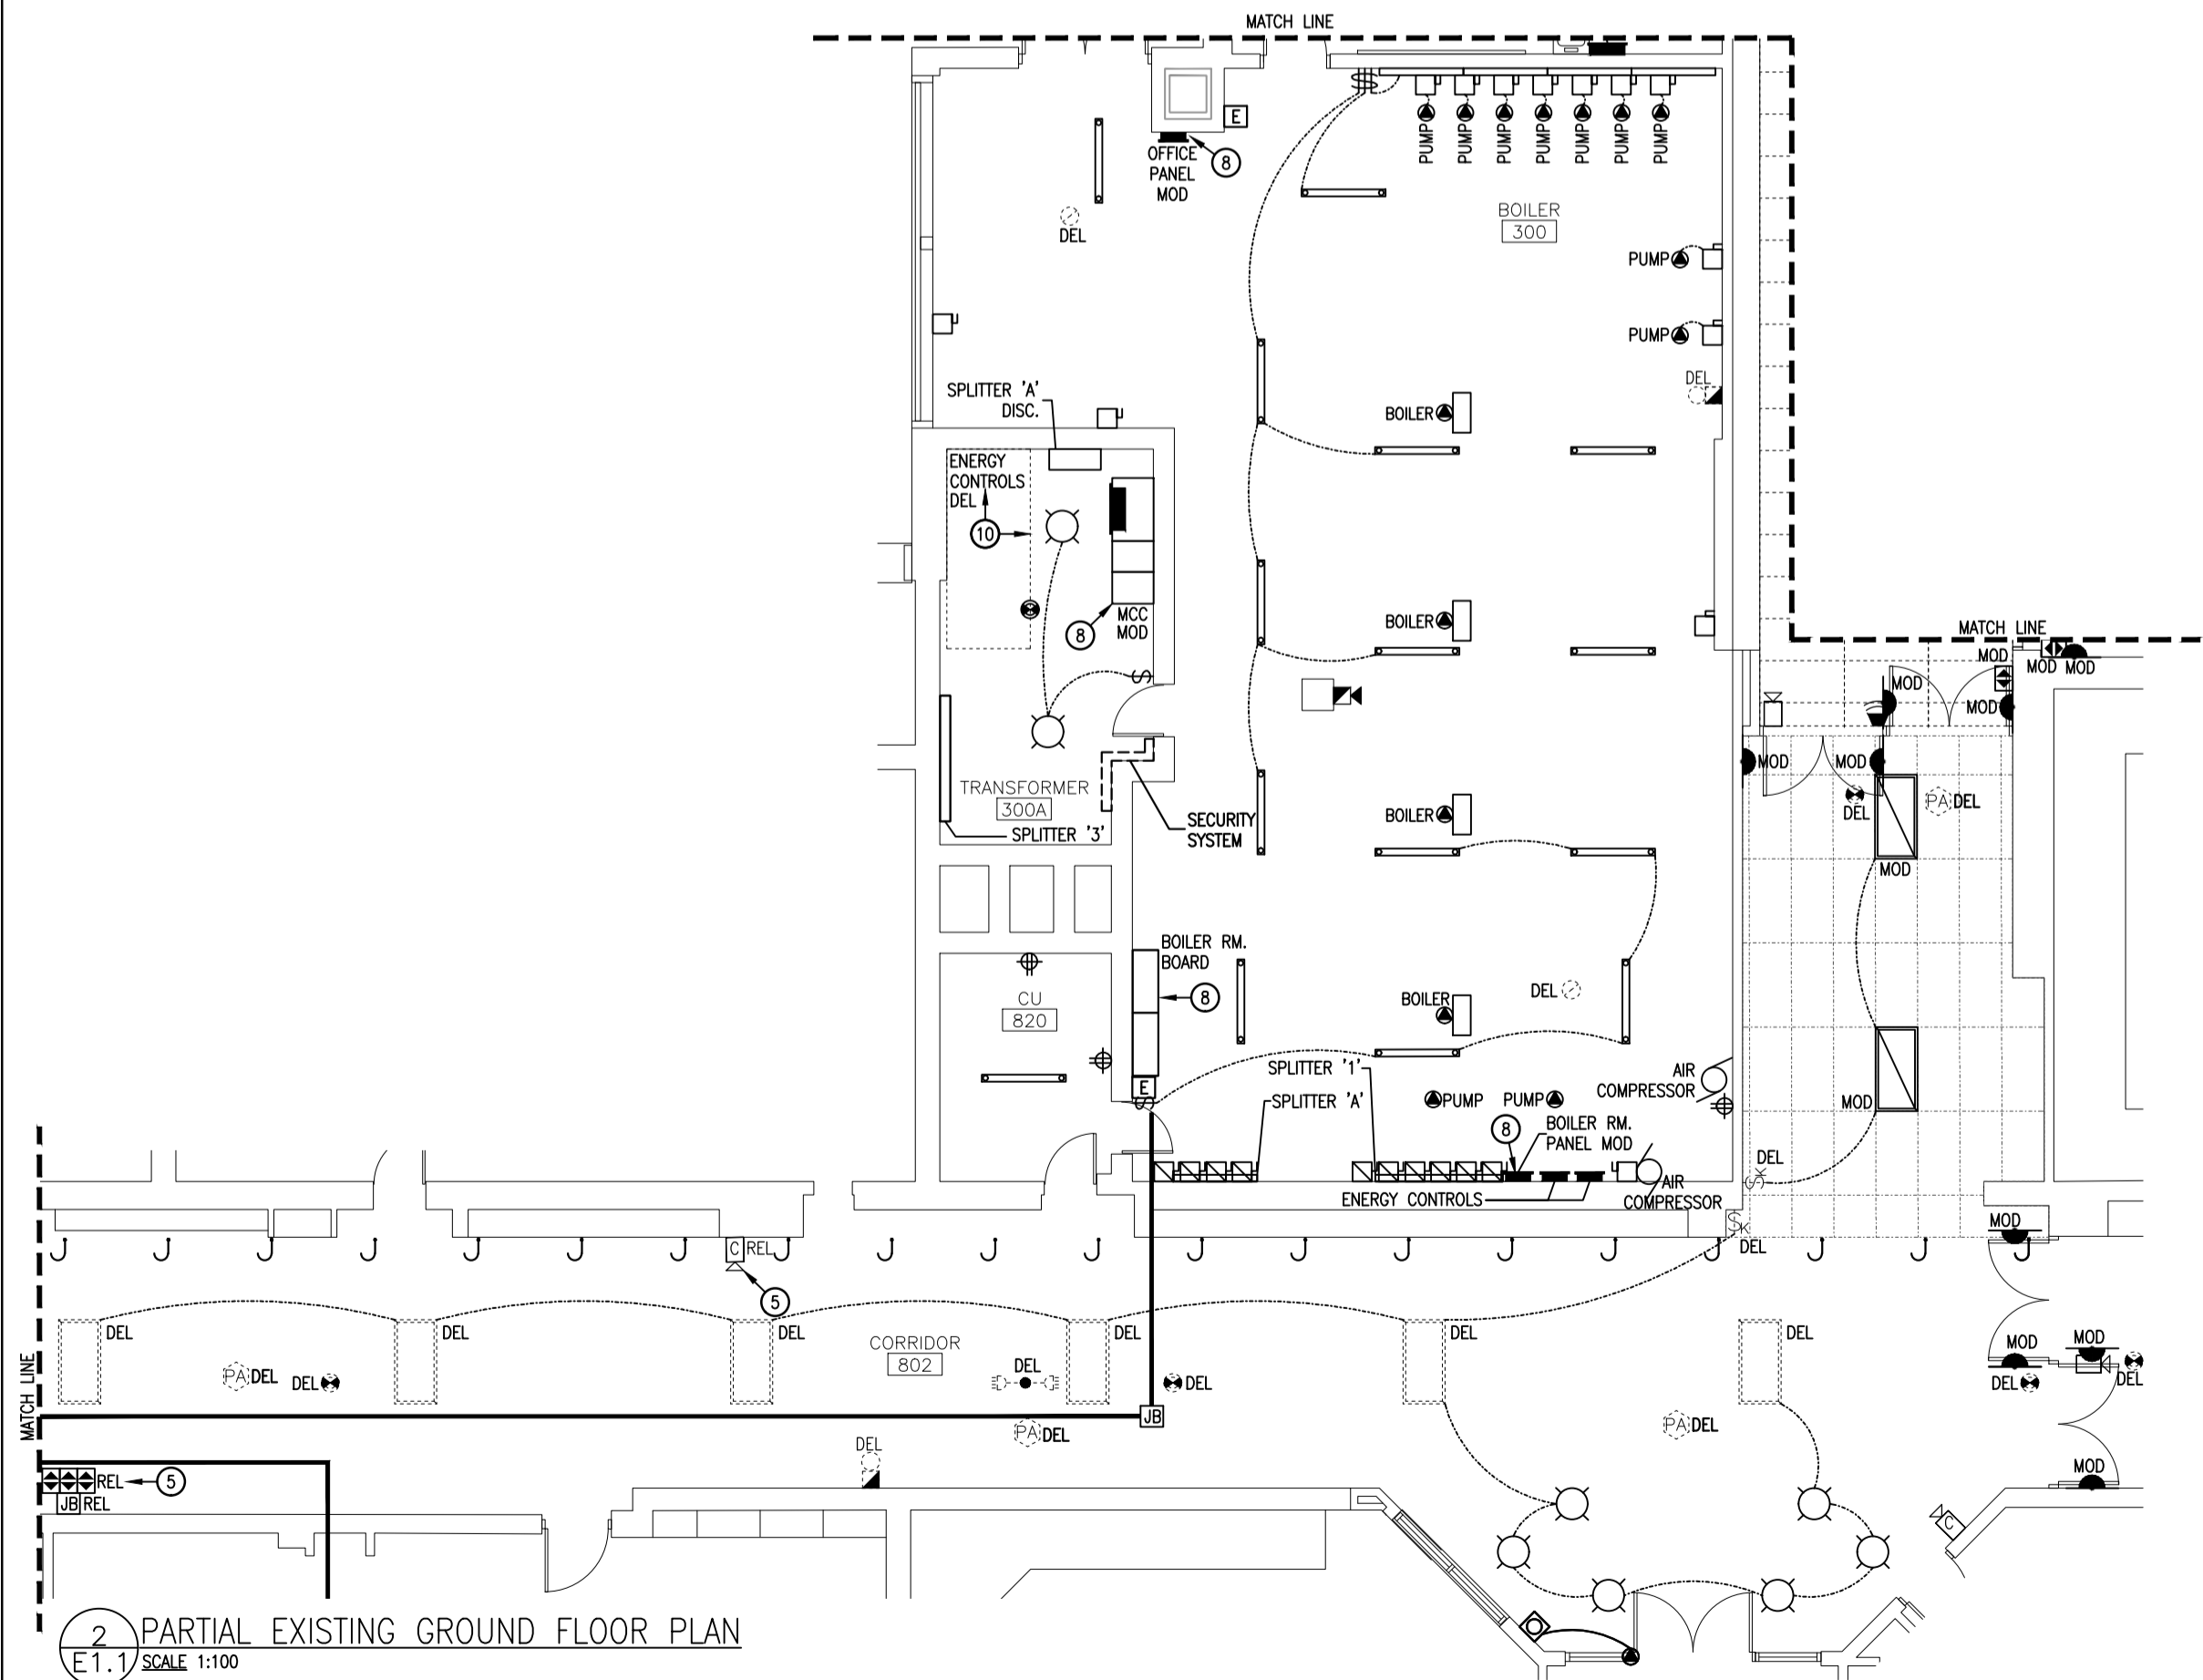 MATCH LINE
E
OFFICE
PANEL
MOD
8
PUMP
PUMP
PUMP
PUMP
PUMP
PUMP
PUMP
BOILER
300
DEL
PUMP
PUMP
DEL
SPLITTER 'A'
DISC.
BOILER
ENERGY
CONTROLS
DEL
10
MCC
MOD
8
BOILER
MATCH LINE
MOD
MOD MOD
MOD
MOD
MOD
MOD
S
TRANSFORMER
300A
SPLITTER '3'
SECURITY
SYSTEM
BOILER
DEL
PA DEL
MOD
BOILER RM.
BOARD
8
CU
820
BOILER
DEL
E
SPLITTER '1'
SPLITTER 'A'
PUMP
PUMP
AIR
COMPRESSOR
MOD
8
BOILER RM.
PANEL MOD
ENERGY CONTROLS
AIR
COMPRESSOR
DEL
SK
SK
DEL
MOD
C REL
5
DEL
DEL
DEL
DEL
DEL
DEL
CORRIDOR
802
MATCH LINE
PA DEL
DEL
DEL
DEL
MOD
MOD
DEL
DEL
JB
PA DEL
PA DEL
DEL
MOD
REL
5
JB REL
C
2
E1.1
PARTIAL EXISTING GROUND FLOOR PLAN
SCALE 1:100